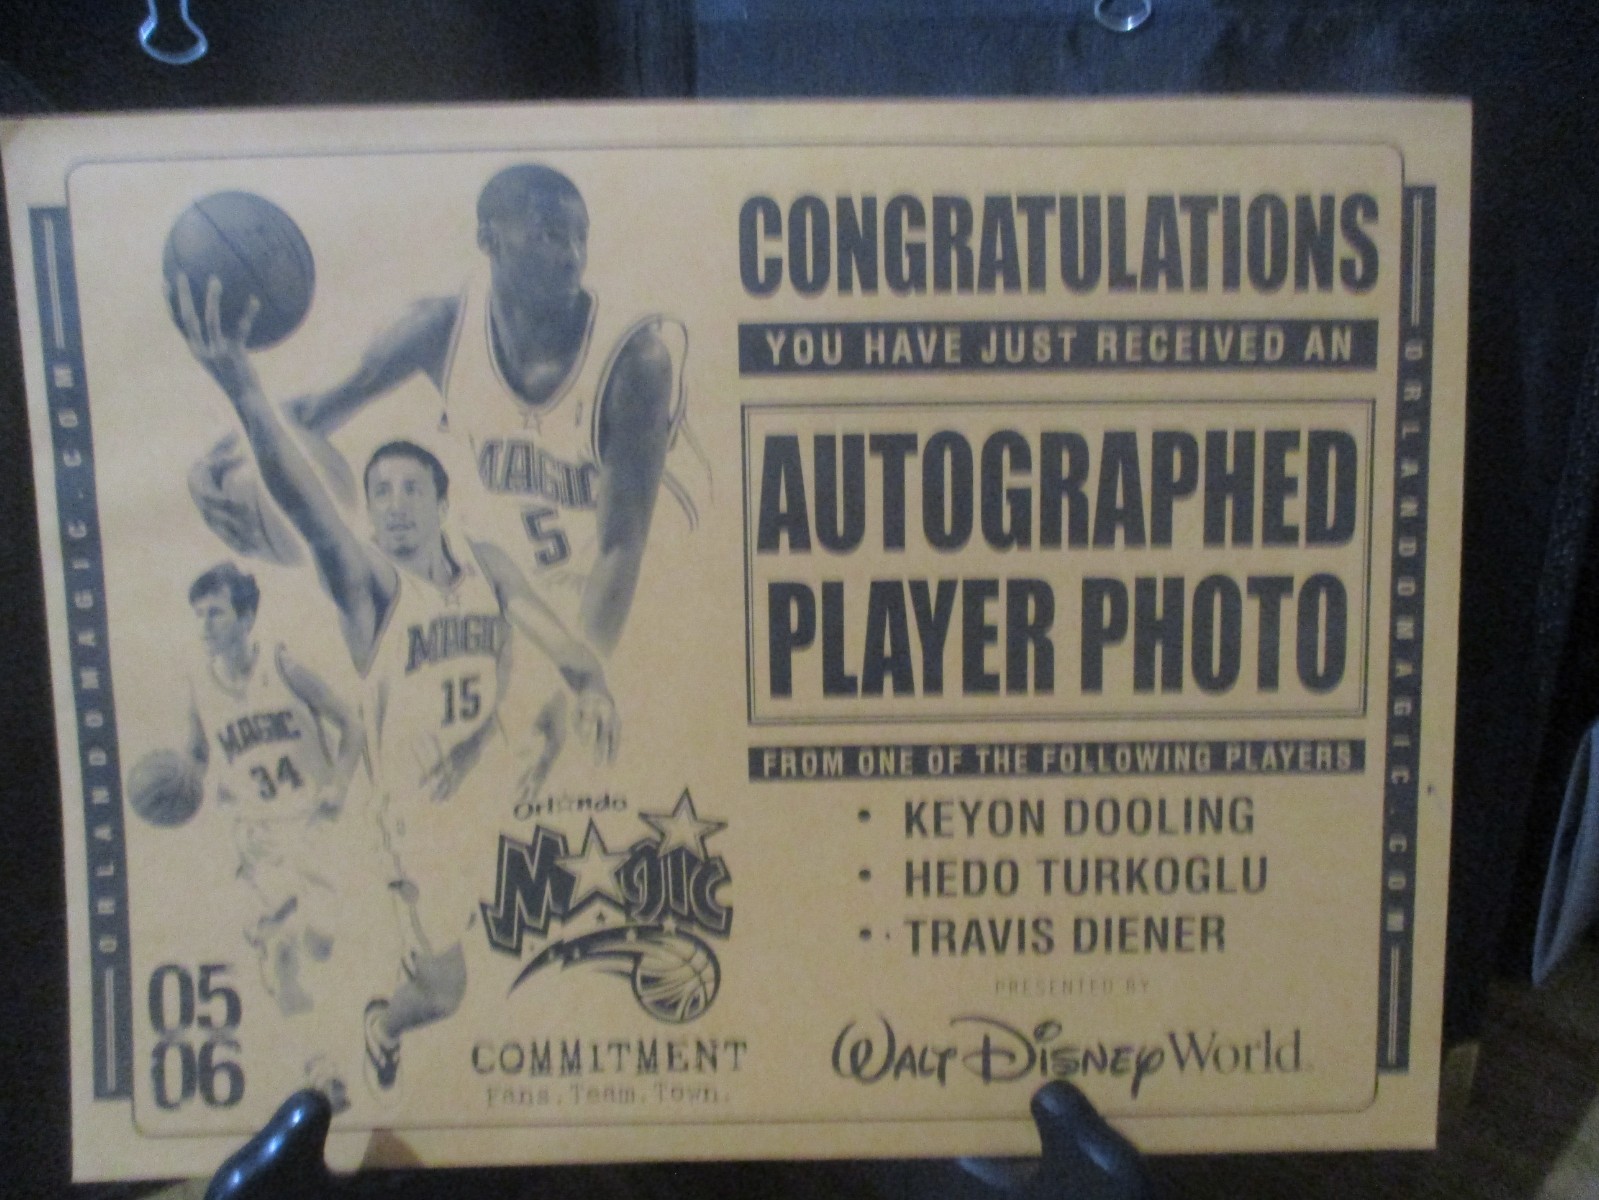 CONGRATULATIONS
YOU HAVE JUST RECEIVED AN
AUTOGRAPHED
PLAYER PHOTO
FROM ONE OF THE FOLLOWING PLAYERS
• KEYON DOOLING
• HEDO TURKOGLU
• TRAVIS DIENER
PRESENTED BY
WALT DISNEY World
ORLANDOMAGIC.COM
ORLANDOMAGIC.COM
MAGIC
5
MAGIC
15
MAGIC
34
Orlando
MAGIC
COMMITMENT
Fans.Team.Town.
05
06